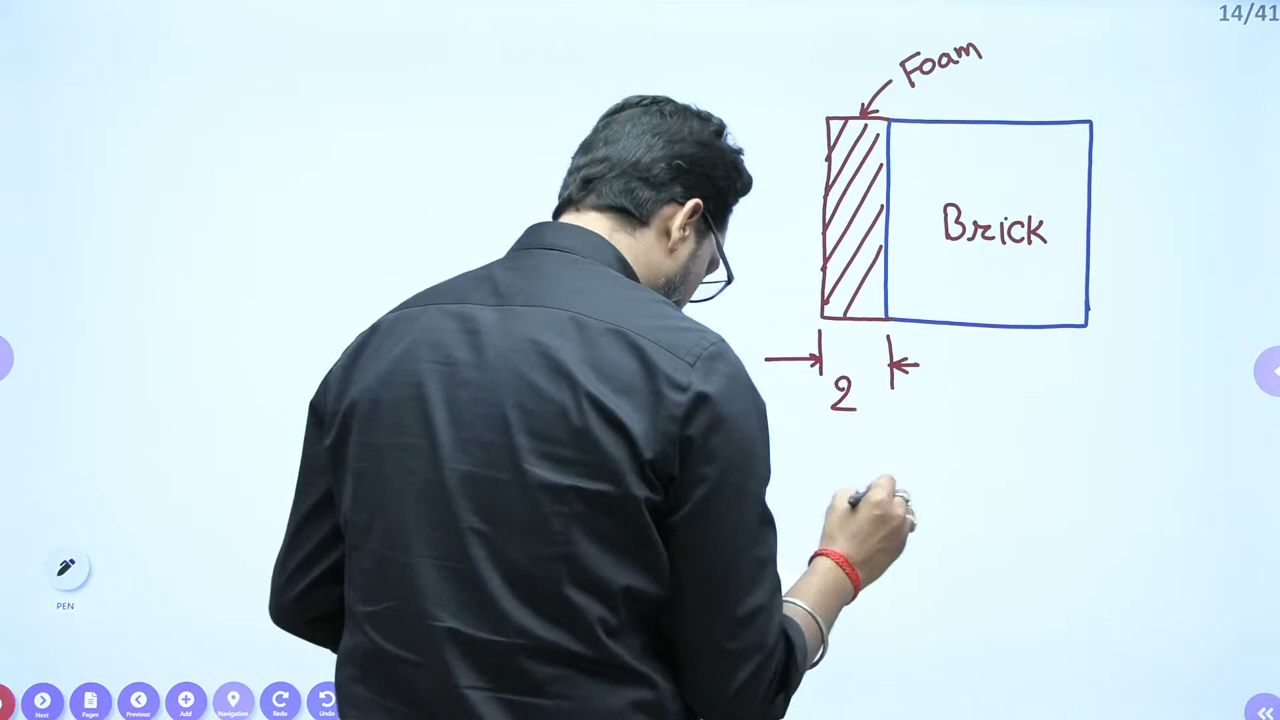 14/41
Foam
Brick
2
PEN
Next
Pages
Previous
Add
Navigation
Redo
Undo